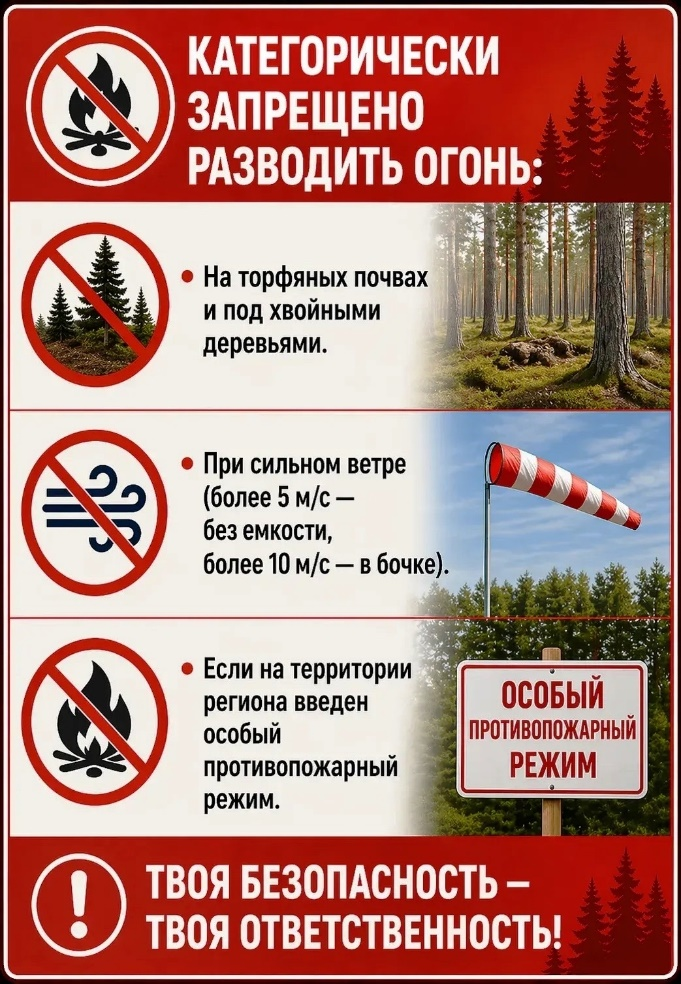 КАТЕГОРИЧЕСКИ
ЗАПРЕЩЕНО
РАЗВОДИТЬ ОГОНЬ:
• На торфяных почвах
и под хвойными
деревьями.
• При сильном ветре
(более 5 м/с —
без емкости,
более 10 м/с — в бочке).
• Если на территории
региона введен
особый
противопожарный
режим.
ОСОБЫЙ
ПРОТИВОПОЖАРНЫЙ
РЕЖИМ
ТВОЯ БЕЗОПАСНОСТЬ –
ТВОЯ ОТВЕТСТВЕННОСТЬ!